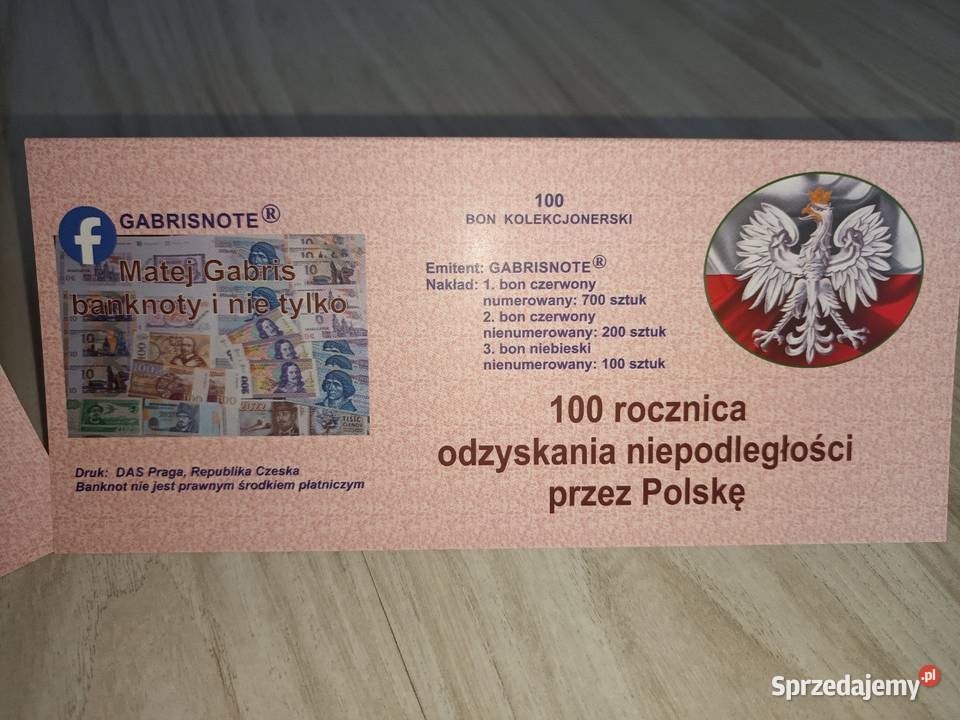 f
GABRISNOTE®
Matej Gabris
banknoty i nie tylko
Druk: DAS Praga, Republika Czeska
Banknot nie jest prawnym środkiem płatniczym
100
BON KOLEKCJONERSKI
Emitent: GABRISNOTE®
Nakład: 1. bon czerwony
numerowany: 700 sztuk
2. bon czerwony
nienumerowany: 200 sztuk
3. bon niebieski
nienumerowany: 100 sztuk
100 rocznica
odzyskania niepodległości
przez Polskę
Sprzedajemy.pl